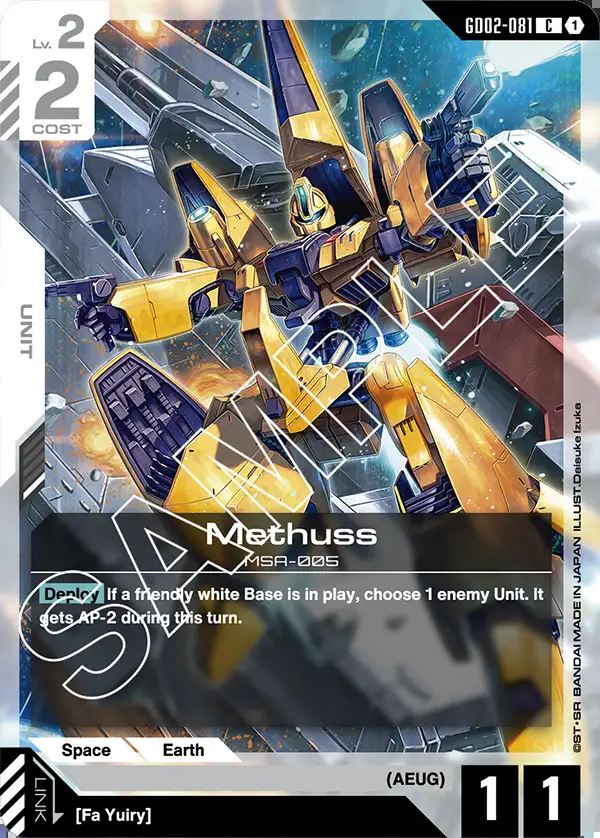 Lv. 2
2
COST
GD02-081 C 1
UNIT
SAMPLE
Methuss
MSA-005
Deploy If a friendly white Base is in play, choose 1 enemy Unit. It
gets AP-2 during this turn.
Space Earth
(AEUG)
LINK
[Fa Yuiry]
1 1
©ST・SR BANDAI MADE IN JAPAN ILLUST.Daisuke Izuka